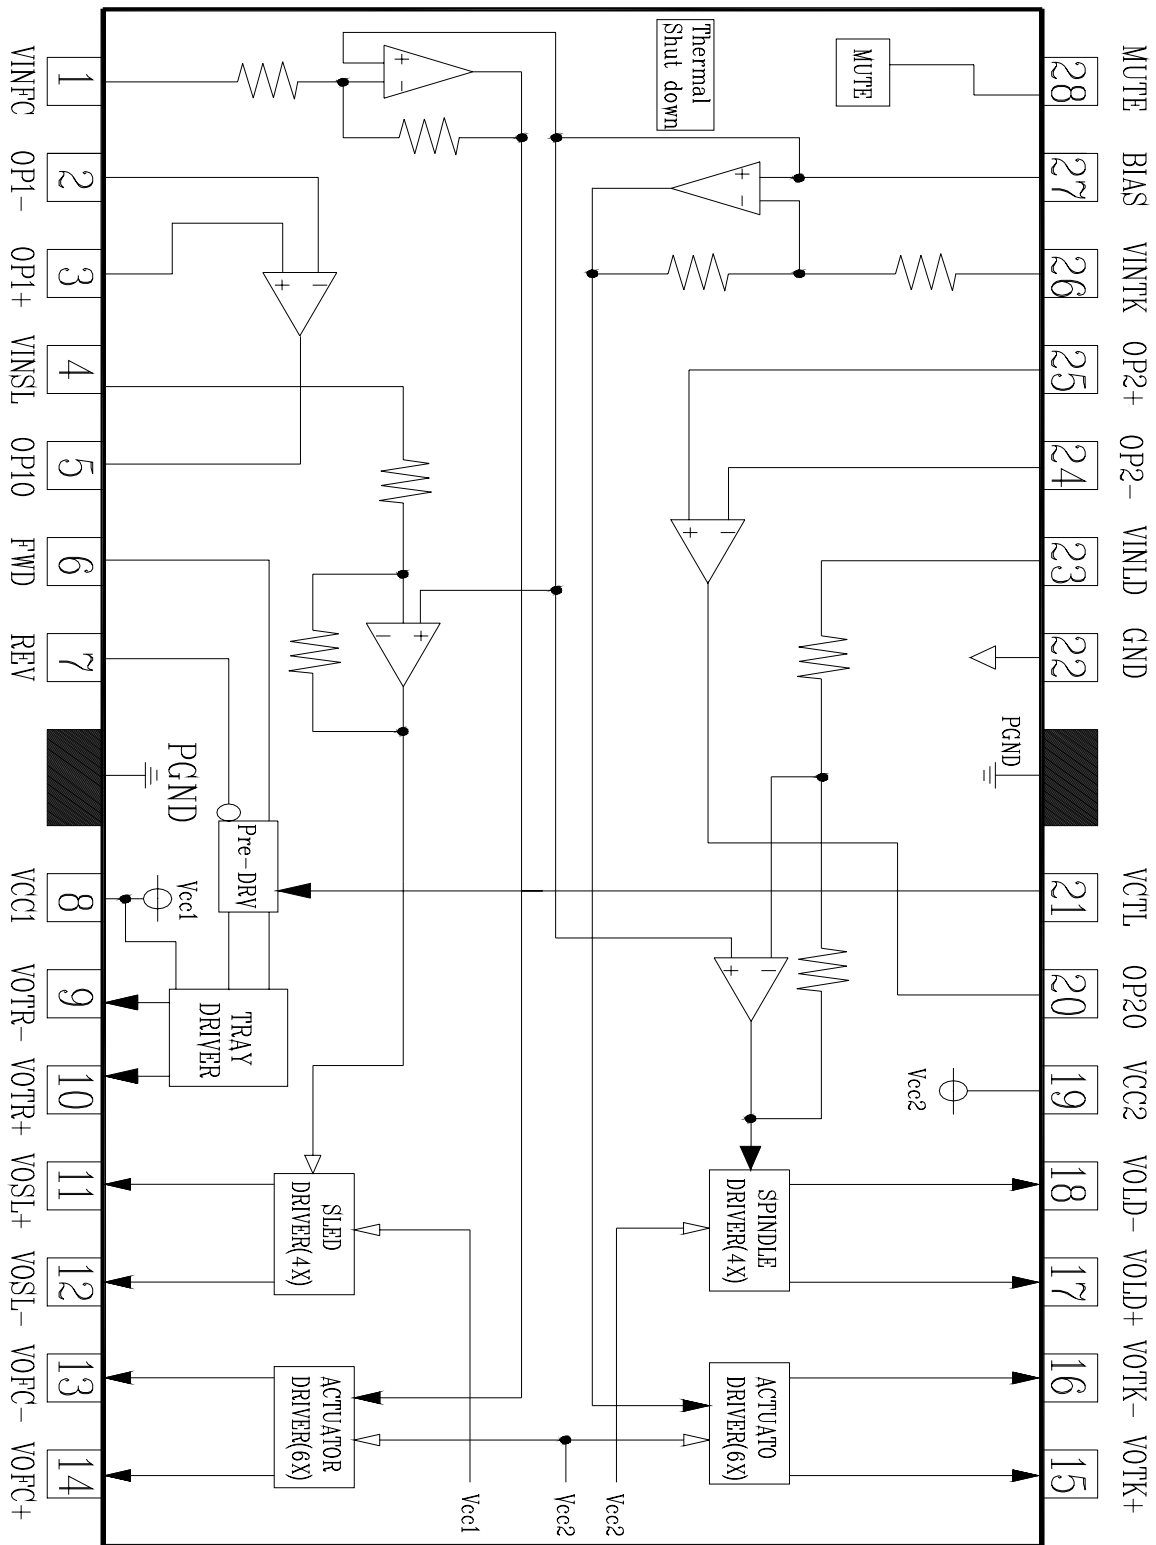 VINFC
OP1-
OP1+
VINSL
OP1O
FWD
REV
VCC1
VOTR-
VOTR+
VOSL+
VOSL-
VOFC-
VOFC+
1
2
3
4
5
6
7
8
9
10
11
12
13
14
PGND
Vcc1
Pre-DRV
TRAY
DRIVER
SLED
DRIVER(4X)
ACTUATOR
DRIVER(6X)
+
-
+
-
+
-
Vcc1
Vcc2
Vcc2
Thermal
Shut down
MUTE
+
-
+
-
+
-
PGND
Vcc2
SPINDLE
DRIVER(4X)
ACTUATO
DRIVER(6X)
28
27
26
25
24
23
22
21
20
19
18
17
16
15
MUTE
BIAS
VINTK
OP2+
OP2-
VINLD
GND
VCTL
OP2O
VCC2
VOLD-
VOLD+
VOTK-
VOTK+